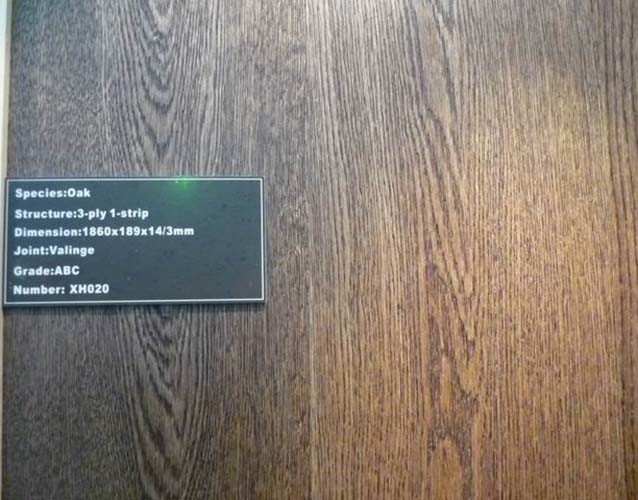 Species:Oak
Structure:3-ply 1-strip
Dimension:1860x189x14/3mm
Joint:Valinge
Grade:ABC
Number: XH020